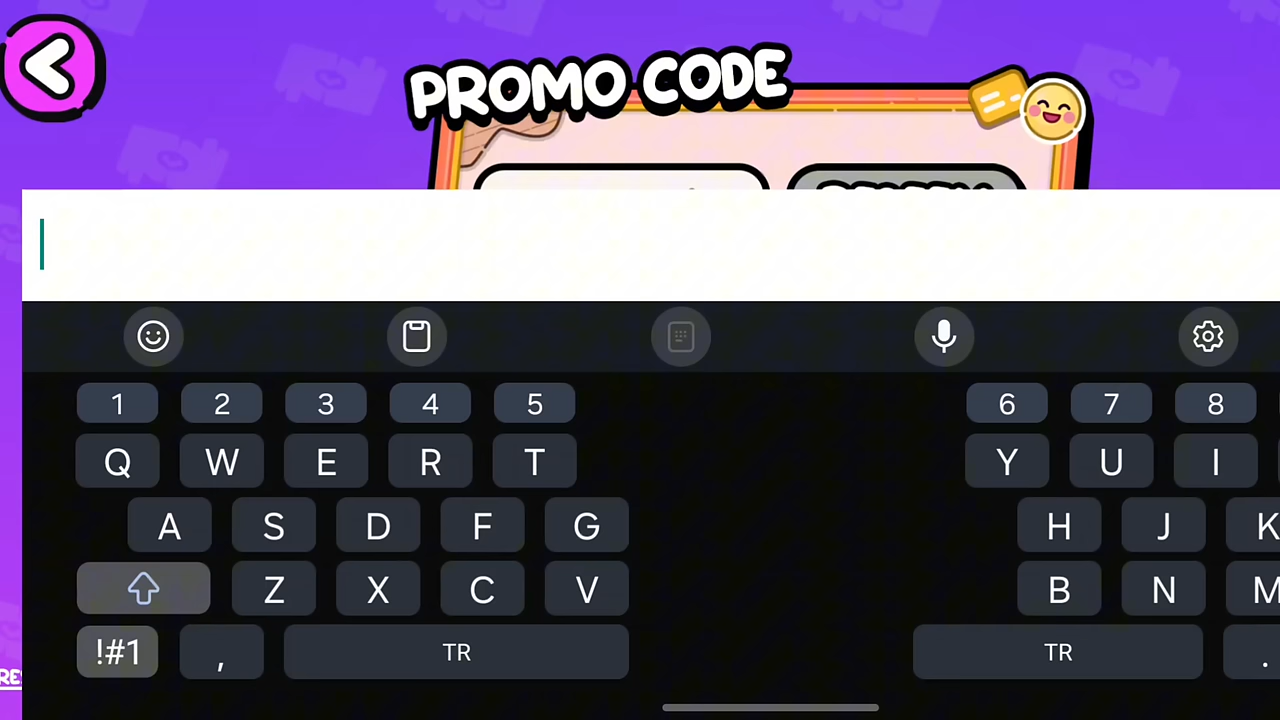 PROMO CODE
1 2 3 4 5 6 7 8
Q W E R T Y U I
A S D F G H J K
Z X C V B N M
!#1 , TR TR .